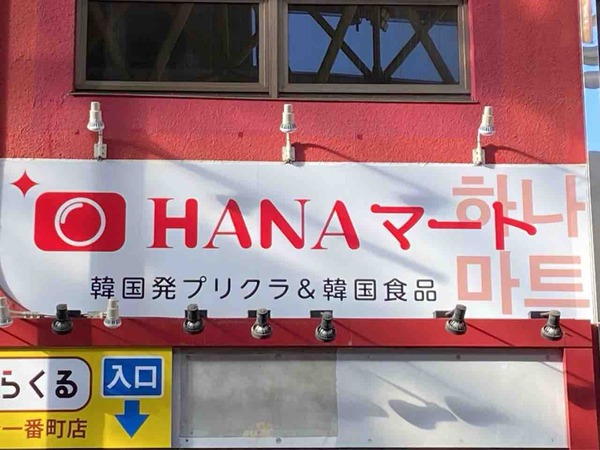 HANAマート
하나
마트
韓国発プリクラ&韓国食品
らくる
入口
一番町店